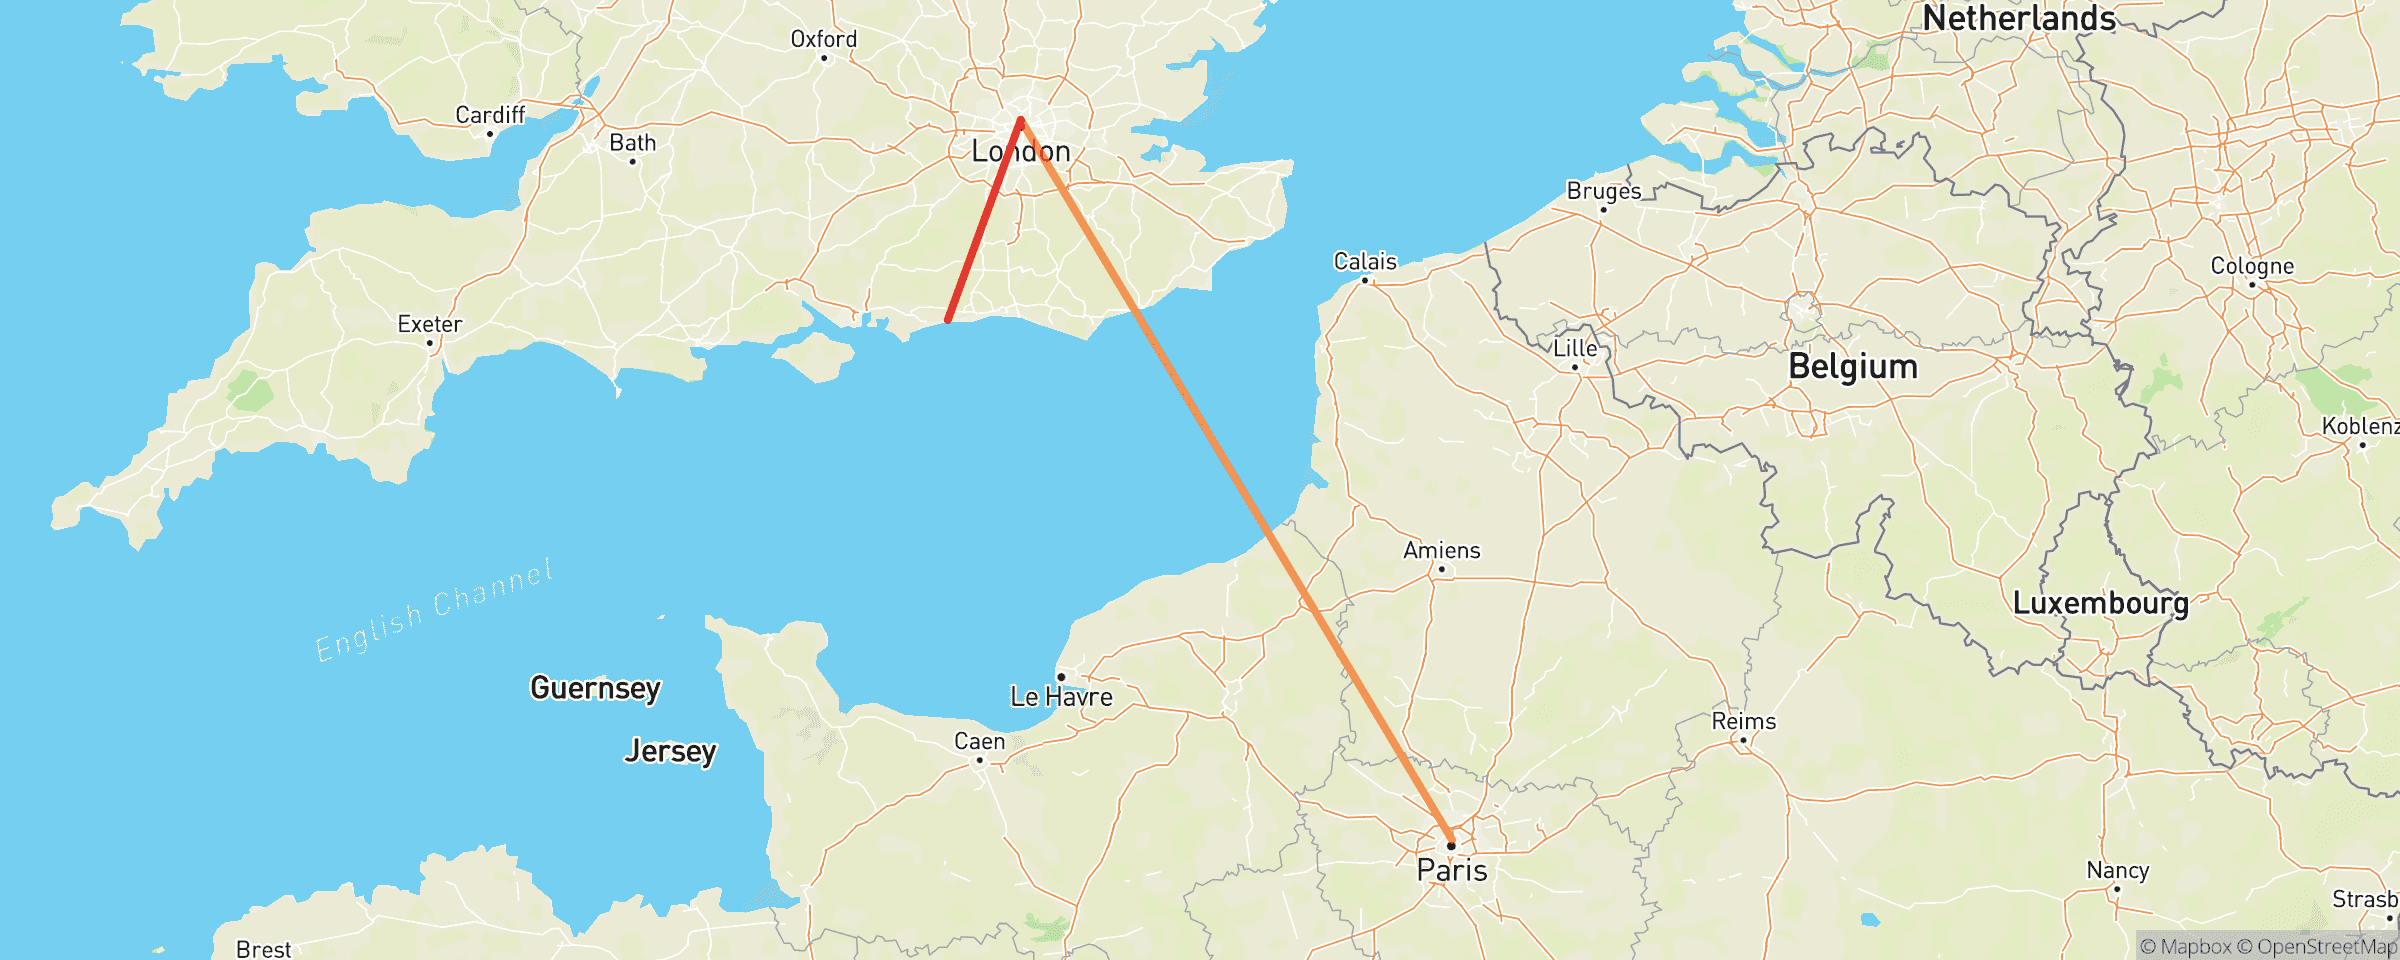 Netherlands
Oxford
Cardiff
Bath
London
Bruges
Calais
Cologne
Exeter
Lille
Belgium
Koblenz
Amiens
English Channel
Luxembourg
Guernsey
Le Havre
Jersey
Reims
Caen
Paris
Nancy
Strasb
Brest
© Mapbox © OpenStreetMap